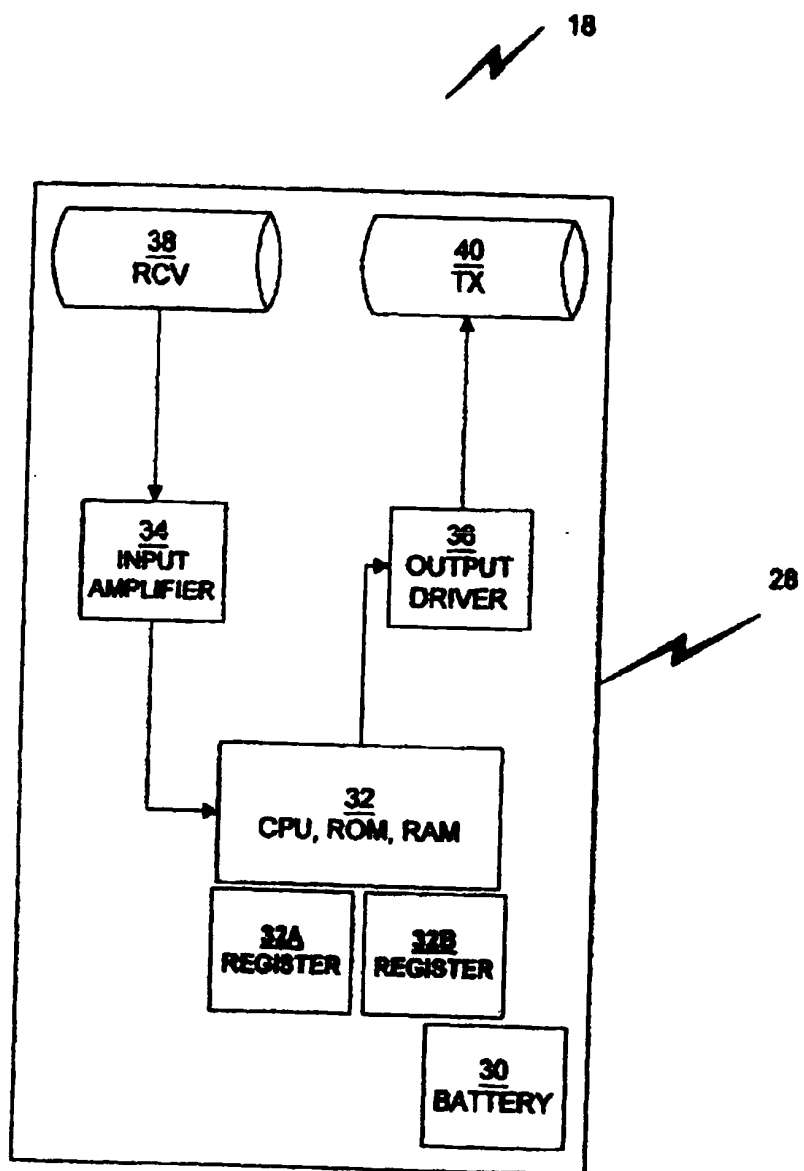 18
38
RCV
40
TX
34
INPUT
AMPLIFIER
36
OUTPUT
DRIVER
28
32
CPU, ROM, RAM
32A
REGISTER
32B
REGISTER
30
BATTERY